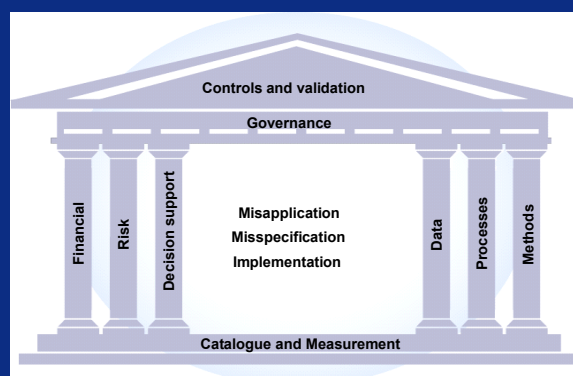 Controls and validation
Governance
Financial
Risk
Decision support
Misapplication
Misspecification
Implementation
Data
Processes
Methods
Catalogue and Measurement